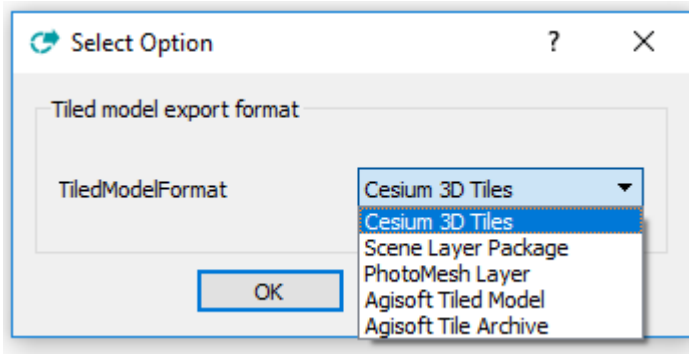 Select Option
?
Tiled model export format
TiledModelFormat
Cesium 3D Tiles
Cesium 3D Tiles
Scene Layer Package
PhotoMesh Layer
Agisoft Tiled Model
Agisoft Tile Archive
OK